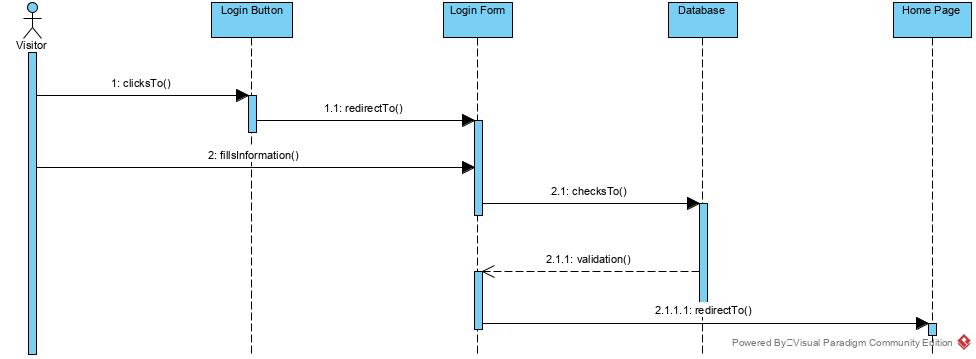 Login Button
Login Form
Database
Home Page
Visitor
1: clicksTo()
1.1: redirectTo()
2: fillsInformation()
2.1: checksTo()
2.1.1: validation()
2.1.1.1: redirectTo()
Powered By Visual Paradigm Community Edition